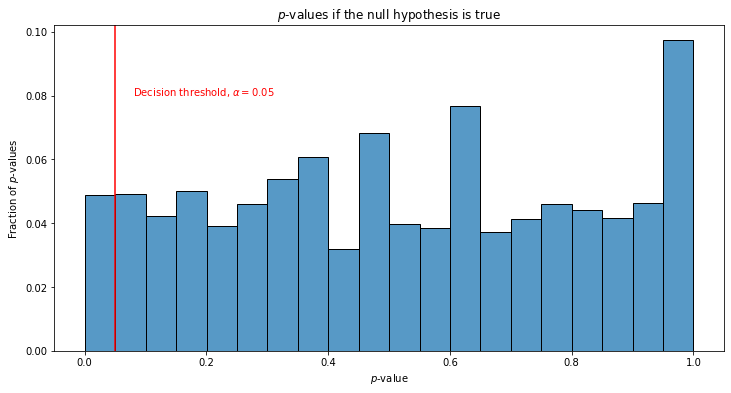 p-values if the null hypothesis is true
0.10
0.08
0.06
0.04
0.02
0.00
Fraction of p-values
Decision threshold, α = 0.05
0.0 0.2 0.4 0.6 0.8 1.0
p-value